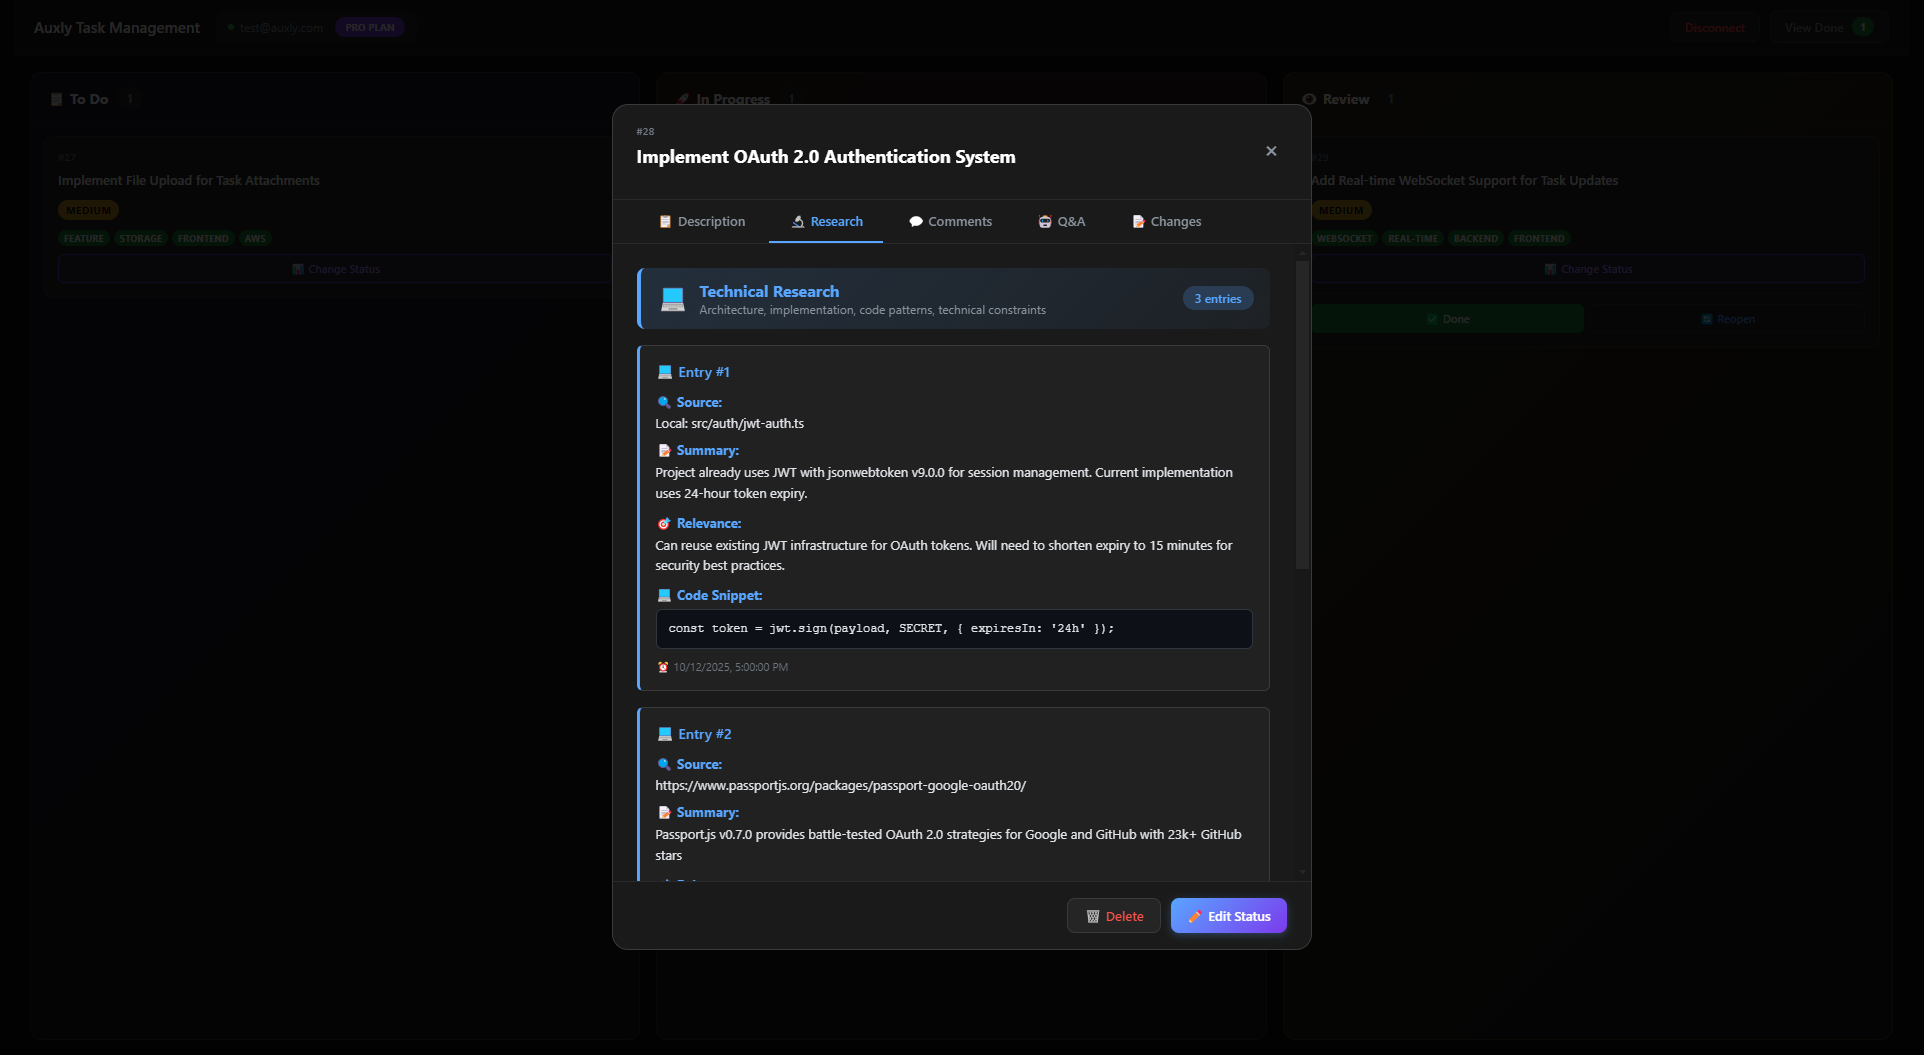 Auxly Task Management
test@auxly.com
PRO PLAN
Disconnect
View Done 1
To Do 1
In Progress 1
Review 1
#27
Implement File Upload for Task Attachments
MEDIUM
FEATURE STORAGE FRONTEND AWS
Change Status
#29
Add Real-time WebSocket Support for Task Updates
MEDIUM
WEBSOCKET REAL-TIME BACKEND FRONTEND
Change Status
Done
Reopen
#28
Implement OAuth 2.0 Authentication System
×
Description Research Comments Q&A Changes
Technical Research
Architecture, implementation, code patterns, technical constraints
3 entries
Entry #1
Source:
Local: src/auth/jwt-auth.ts
Summary:
Project already uses JWT with jsonwebtoken v9.0.0 for session management. Current implementation
uses 24-hour token expiry.
Relevance:
Can reuse existing JWT infrastructure for OAuth tokens. Will need to shorten expiry to 15 minutes for
security best practices.
Code Snippet:
const token = jwt.sign(payload, SECRET, { expiresIn: '24h' });
10/12/2025, 5:00:00 PM
Entry #2
Source:
https://www.passportjs.org/packages/passport-google-oauth20/
Summary:
Passport.js v0.7.0 provides battle-tested OAuth 2.0 strategies for Google and GitHub with 23k+ GitHub
stars
Delete
Edit Status